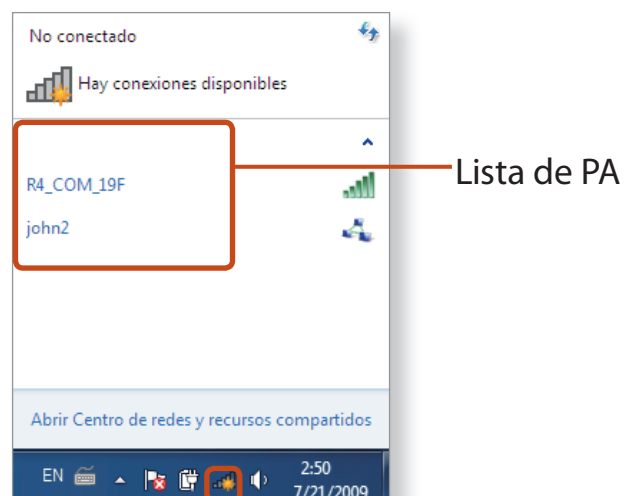 No conectado
Hay conexiones disponibles
R4_COM_19F
john2
Lista de PA
Abrir Centro de redes y recursos compartidos
EN
2:50
7/21/2009